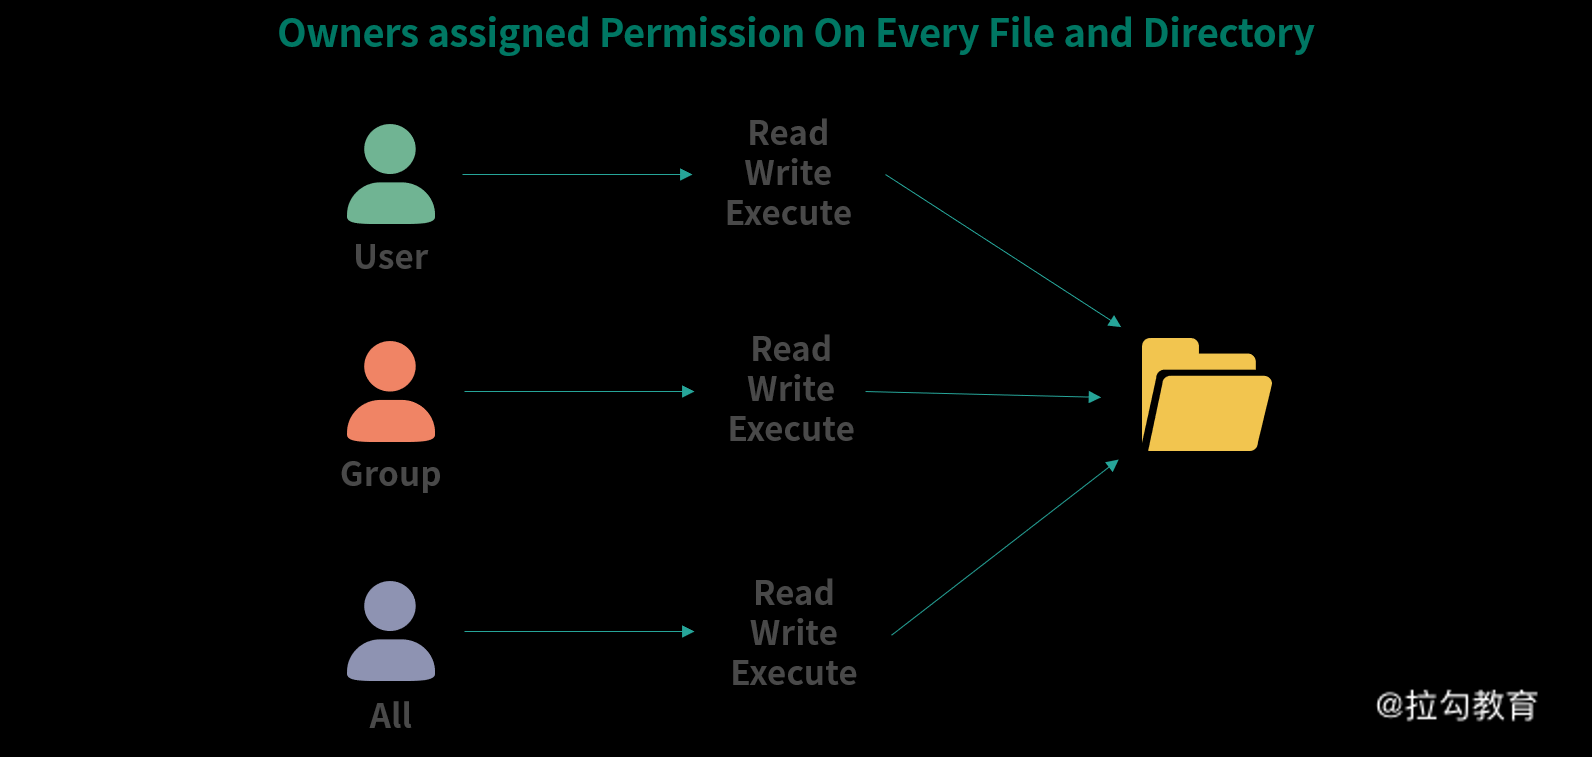 Owners assigned Permission On Every File and Directory
Read
Write
Execute
User
Read
Write
Execute
Group
Read
Write
Execute
All
@拉勾教育